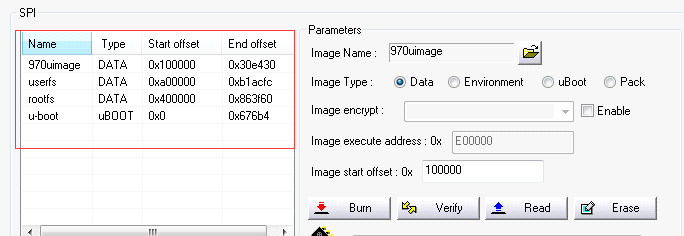 SPI
Name Type Start offset End offset
970uimage DATA 0x100000 0x30e430
userfs DATA 0xa00000 0xb1acfc
rootfs DATA 0x400000 0x863f60
u-boot uBOOT 0x0 0x676b4
Parameters
Image Name : 970uimage
Image Type : Data Environment uBoot Pack
Image encrypt : Enable
Image execute address : 0x E00000
Image start offset : 0x 100000
Burn Verify Read Erase